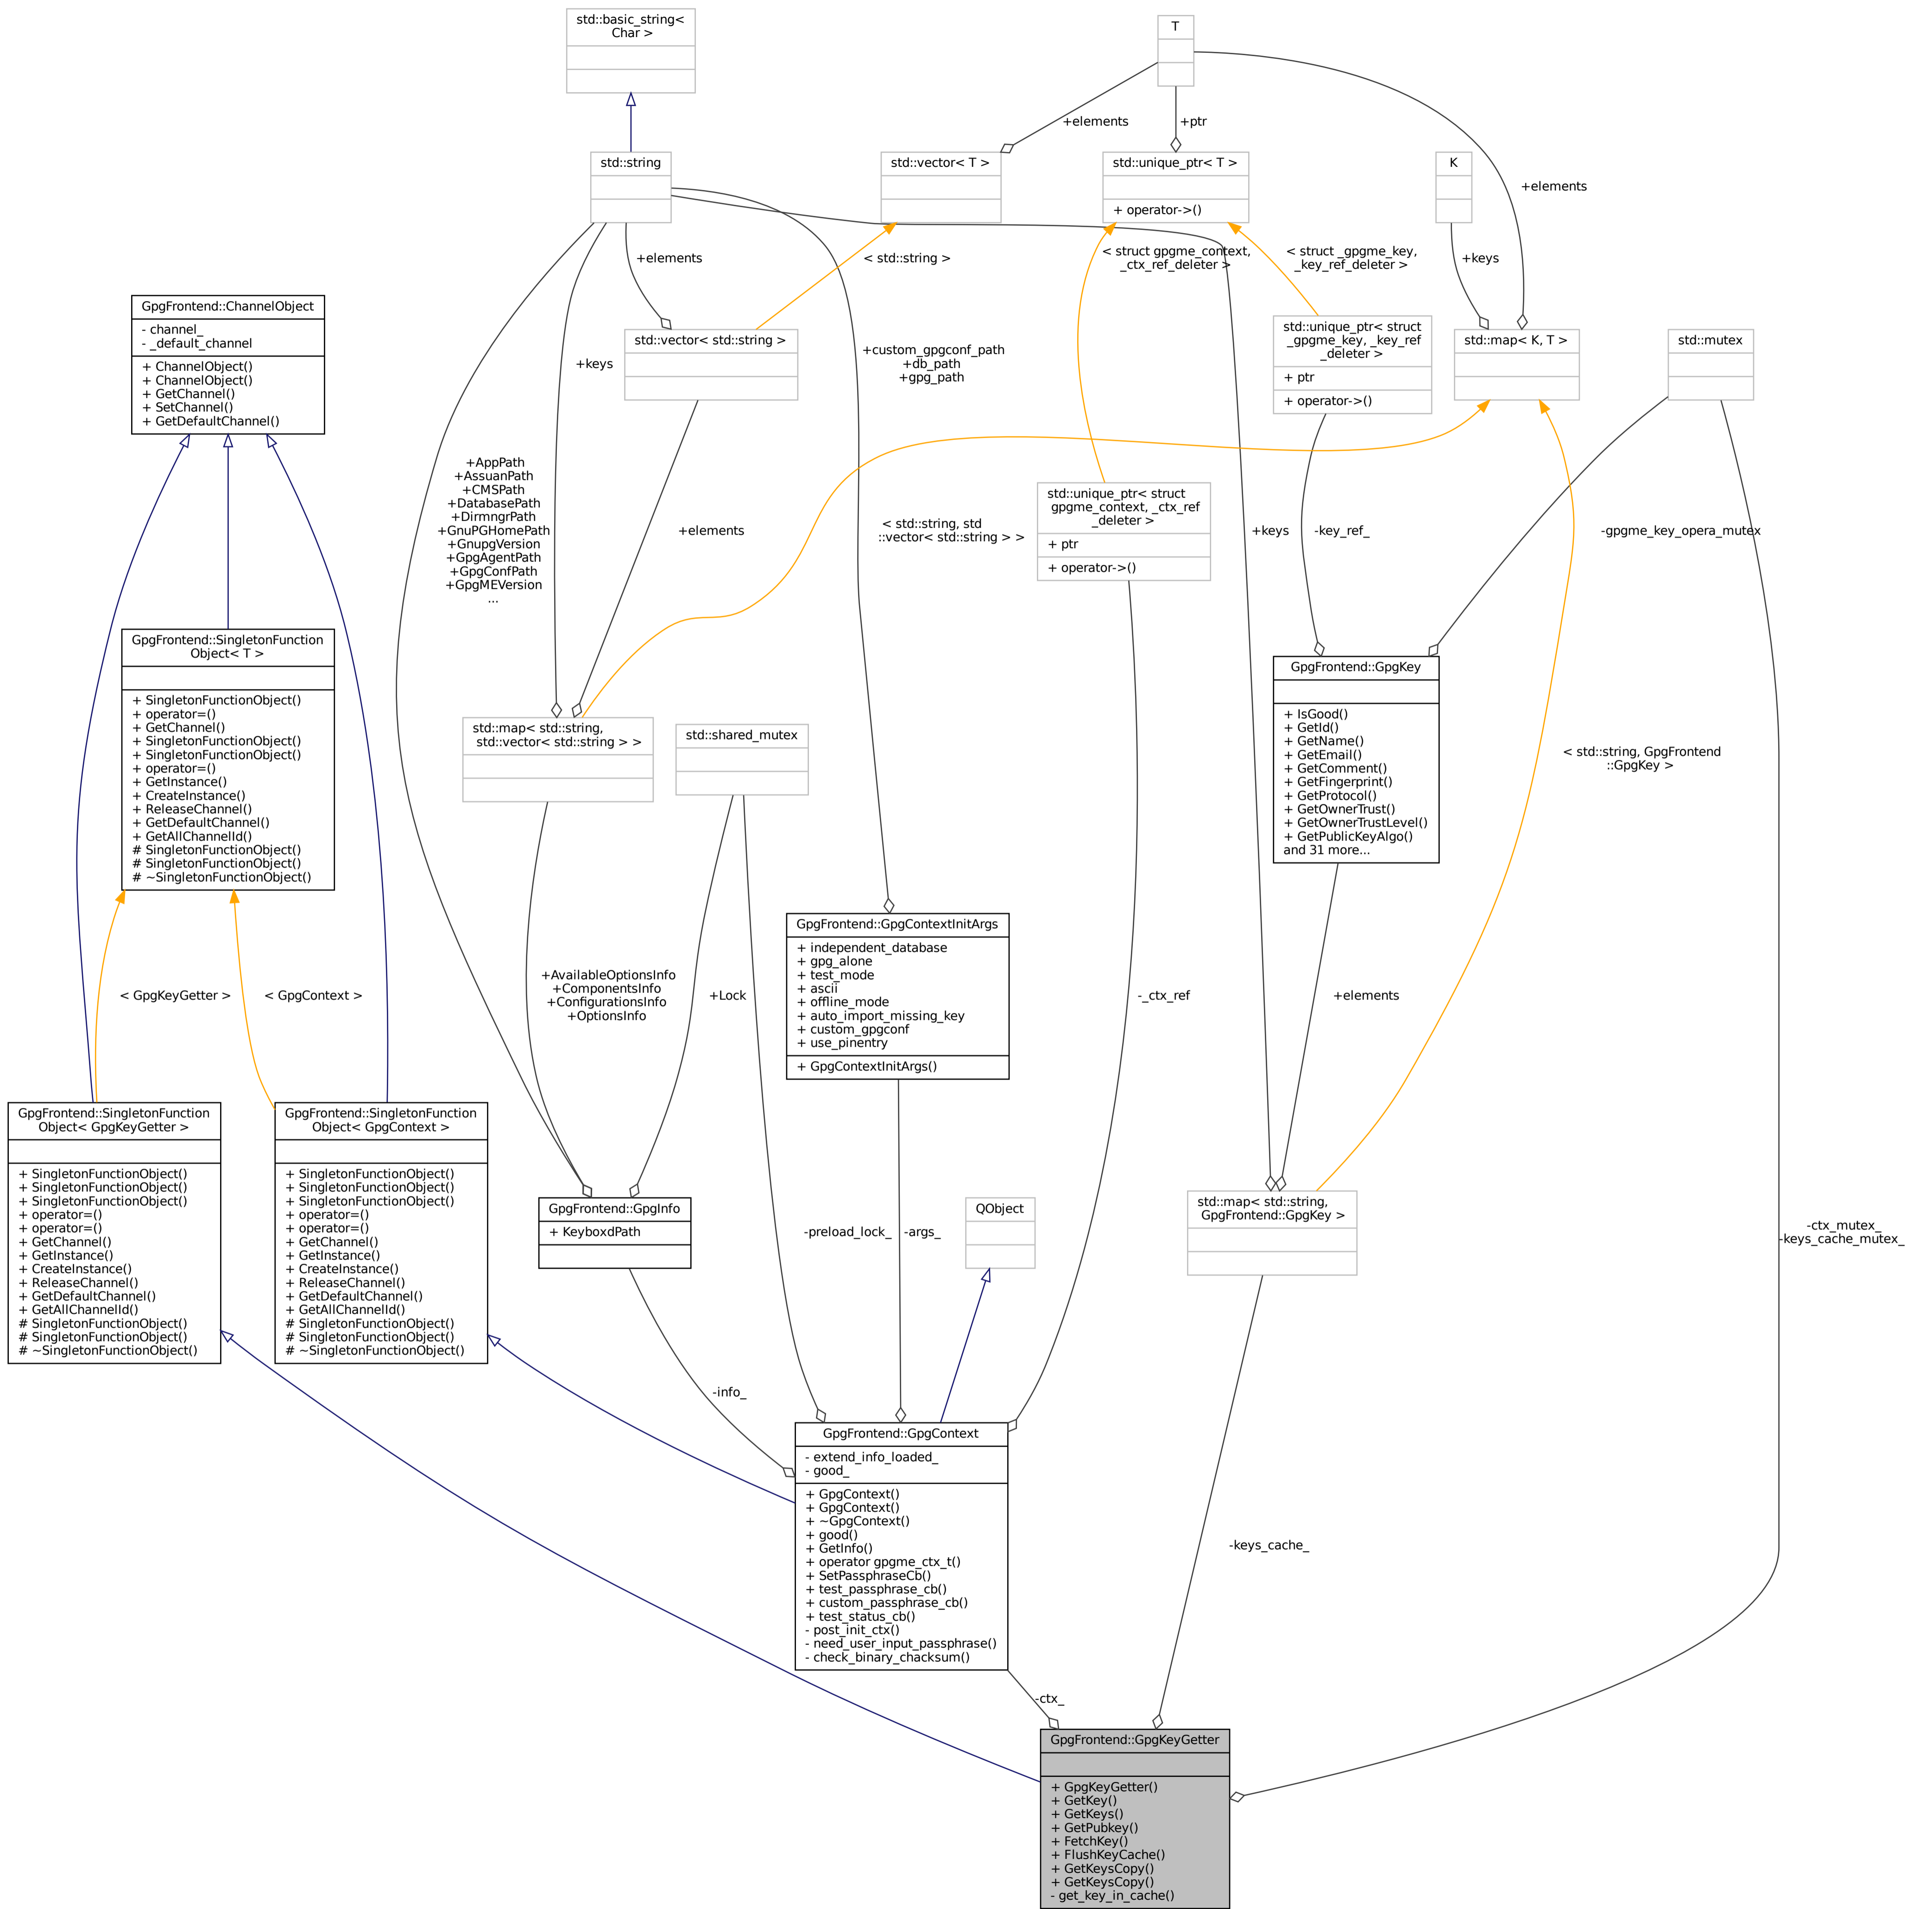 std::basic_string<
Char >
T
+elements
+ptr
+elements
std::string
std::vector< T >
std::unique_ptr< T >
+ operator->()
K
+elements
< std::string >
< struct gpgme_context,
_ctx_ref_deleter >
< struct _gpgme_key,
_key_ref_deleter >
+keys
GpgFrontend::ChannelObject
- channel_
- _default_channel
+ ChannelObject()
+ ChannelObject()
+ GetChannel()
+ SetChannel()
+ GetDefaultChannel()
+keys
std::vector< std::string >
+custom_gpgconf_path
+db_path
+gpg_path
std::unique_ptr< struct
_gpgme_key, _key_ref
_deleter >
+ ptr
+ operator->()
std::map< K, T >
std::mutex
+AppPath
+AssuanPath
+CMSPath
+DatabasePath
+DirmngrPath
+GnuPGHomePath
+GnupgVersion
+GpgAgentPath
+GpgConfPath
+GpgMEVersion
...
+elements
< std::string, std
::vector< std::string > >
std::unique_ptr< struct
gpgme_context, _ctx_ref
_deleter >
+ ptr
+ operator->()
+keys
-key_ref_
-gpgme_key_opera_mutex
GpgFrontend::SingletonFunction
Object< T >
+ SingletonFunctionObject()
+ operator=()
+ GetChannel()
+ SingletonFunctionObject()
+ SingletonFunctionObject()
+ operator=()
+ GetInstance()
+ CreateInstance()
+ ReleaseChannel()
+ GetDefaultChannel()
+ GetAllChannelId()
# SingletonFunctionObject()
# SingletonFunctionObject()
# ~SingletonFunctionObject()
std::map< std::string,
std::vector< std::string > >
std::shared_mutex
GpgFrontend::GpgKey
+ IsGood()
+ GetId()
+ GetName()
+ GetEmail()
+ GetComment()
+ GetFingerprint()
+ GetProtocol()
+ GetOwnerTrust()
+ GetOwnerTrustLevel()
+ GetPublicKeyAlgo()
and 31 more...
< std::string, GpgFrontend
::GpgKey >
< GpgKeyGetter >
< GpgContext >
+AvailableOptionsInfo
+ComponentsInfo
+ConfigurationsInfo
+OptionsInfo
+Lock
GpgFrontend::GpgContextInitArgs
+ independent_database
+ gpg_alone
+ test_mode
+ ascii
+ offline_mode
+ auto_import_missing_key
+ custom_gpgconf
+ use_pinentry
+ GpgContextInitArgs()
-_ctx_ref
+elements
GpgFrontend::SingletonFunction
Object< GpgKeyGetter >
+ SingletonFunctionObject()
+ SingletonFunctionObject()
+ SingletonFunctionObject()
+ operator=()
+ operator=()
+ GetChannel()
+ GetInstance()
+ CreateInstance()
+ ReleaseChannel()
+ GetDefaultChannel()
+ GetAllChannelId()
# SingletonFunctionObject()
# SingletonFunctionObject()
# ~SingletonFunctionObject()
GpgFrontend::SingletonFunction
Object< GpgContext >
+ SingletonFunctionObject()
+ SingletonFunctionObject()
+ SingletonFunctionObject()
+ operator=()
+ operator=()
+ GetChannel()
+ GetInstance()
+ CreateInstance()
+ ReleaseChannel()
+ GetDefaultChannel()
+ GetAllChannelId()
# SingletonFunctionObject()
# SingletonFunctionObject()
# ~SingletonFunctionObject()
GpgFrontend::GpgInfo
+ KeyboxdPath
-preload_lock_
-args_
QObject
std::map< std::string,
GpgFrontend::GpgKey >
-ctx_mutex_
-keys_cache_mutex_
-info_
GpgFrontend::GpgContext
- extend_info_loaded_
- good_
+ GpgContext()
+ GpgContext()
+ ~GpgContext()
+ good()
+ GetInfo()
+ operator gpgme_ctx_t()
+ SetPassphraseCb()
+ test_passphrase_cb()
+ custom_passphrase_cb()
+ test_status_cb()
- post_init_ctx()
- need_user_input_passphrase()
- check_binary_chacksum()
-keys_cache_
-ctx_
GpgFrontend::GpgKeyGetter
+ GpgKeyGetter()
+ GetKey()
+ GetKeys()
+ GetPubkey()
+ FetchKey()
+ FlushKeyCache()
+ GetKeysCopy()
+ GetKeysCopy()
- get_key_in_cache()